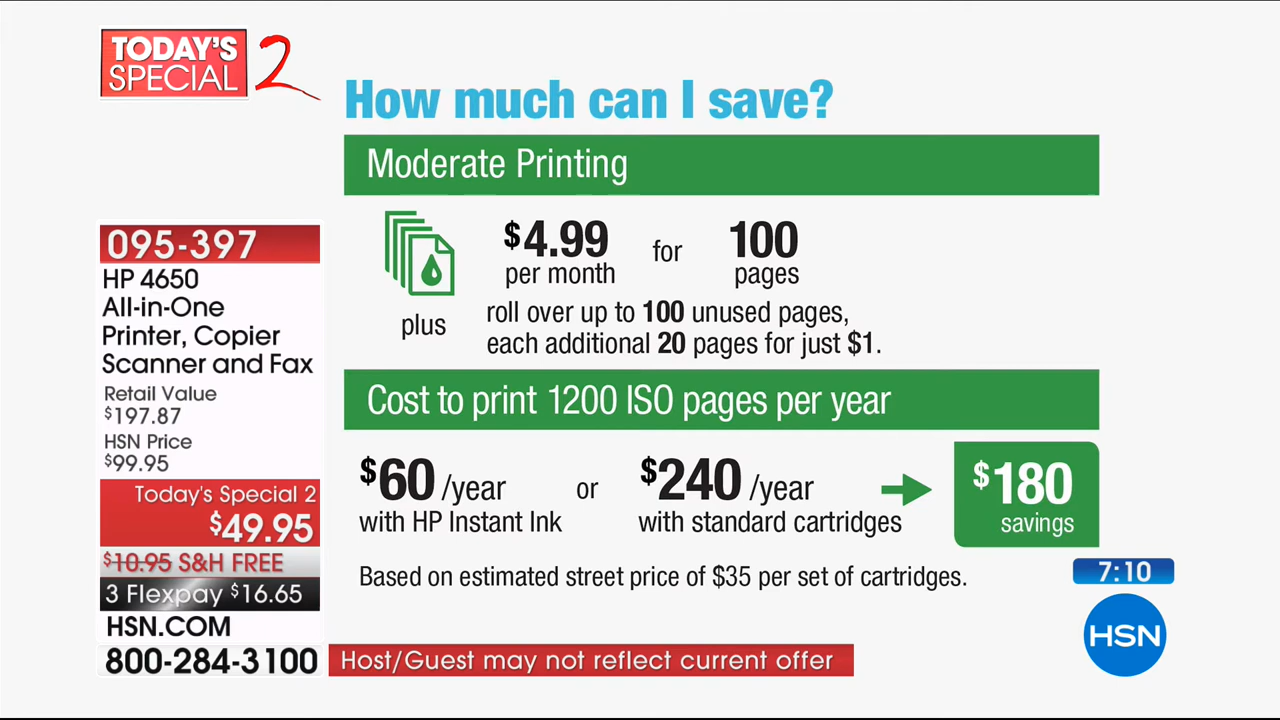 TODAY'S
SPECIAL 2
How much can I save?
Moderate Printing
$4.99 for 100
per month pages
plus
roll over up to 100 unused pages,
each additional 20 pages for just $1.
Cost to print 1200 ISO pages per year
$60/year or $240/year $180
with HP Instant Ink with standard cartridges savings
Based on estimated street price of $35 per set of cartridges.
095-397
HP 4650
All-in-One
Printer, Copier
Scanner and Fax
Retail Value
$197.87
HSN Price
$99.95
Today's Special 2
$49.95
$10.95 S&H FREE
3 Flexpay $16.65
HSN.COM
800-284-3100
Host/Guest may not reflect current offer
7:10
HSN